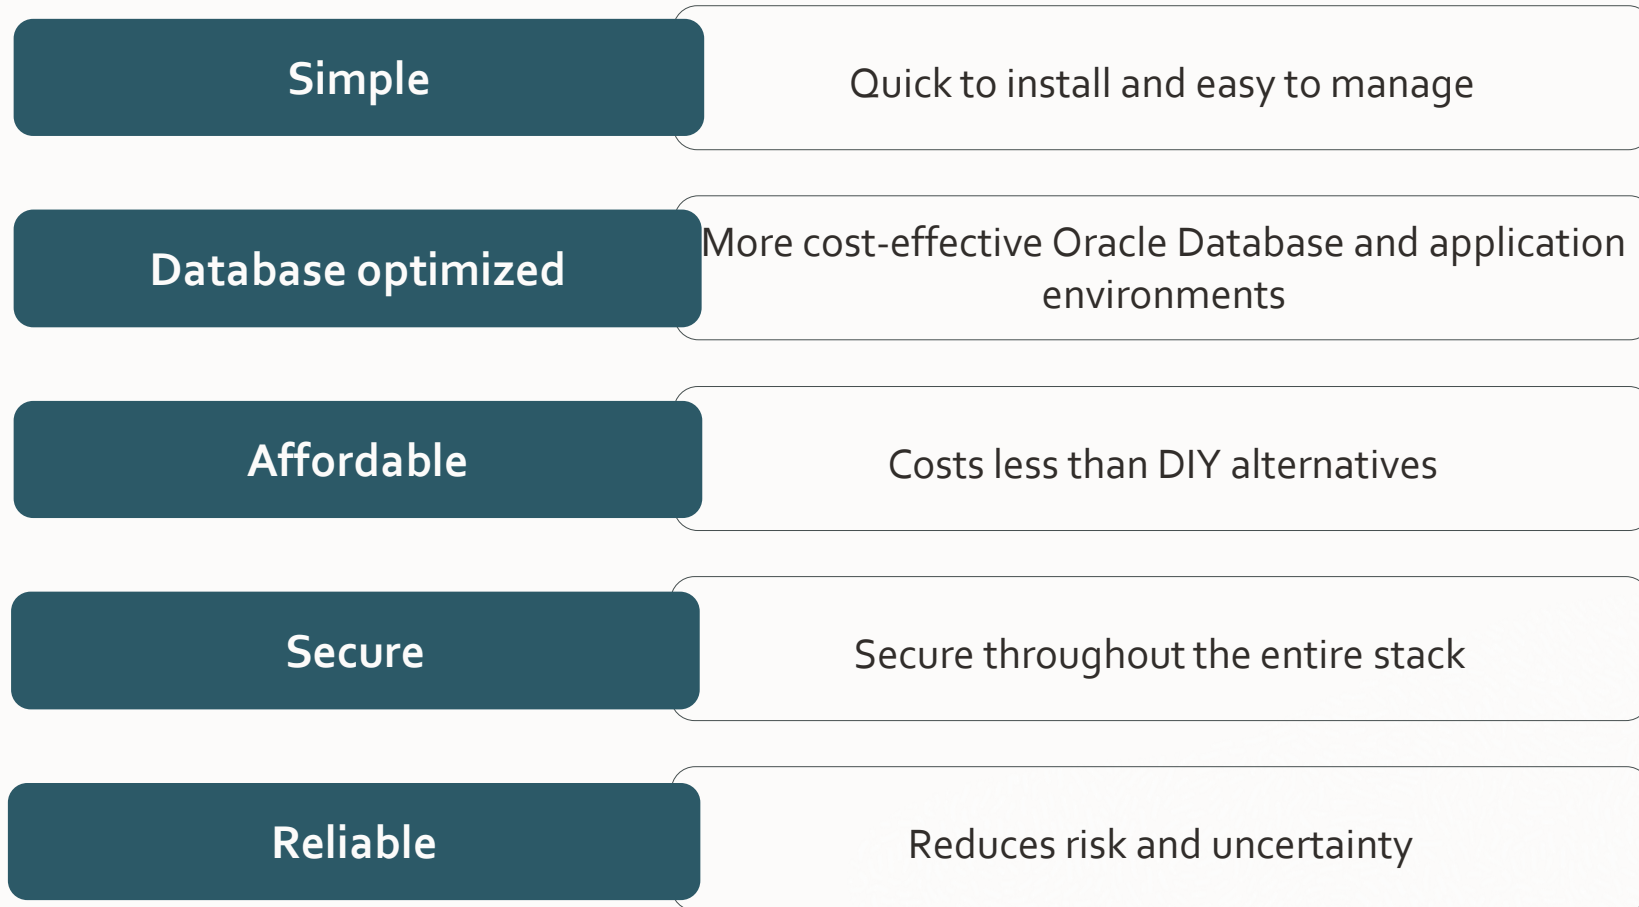 Simple
Quick to install and easy to manage
Database optimized
More cost-effective Oracle Database and application
environments
Affordable
Costs less than DIY alternatives
Secure
Secure throughout the entire stack
Reliable
Reduces risk and uncertainty